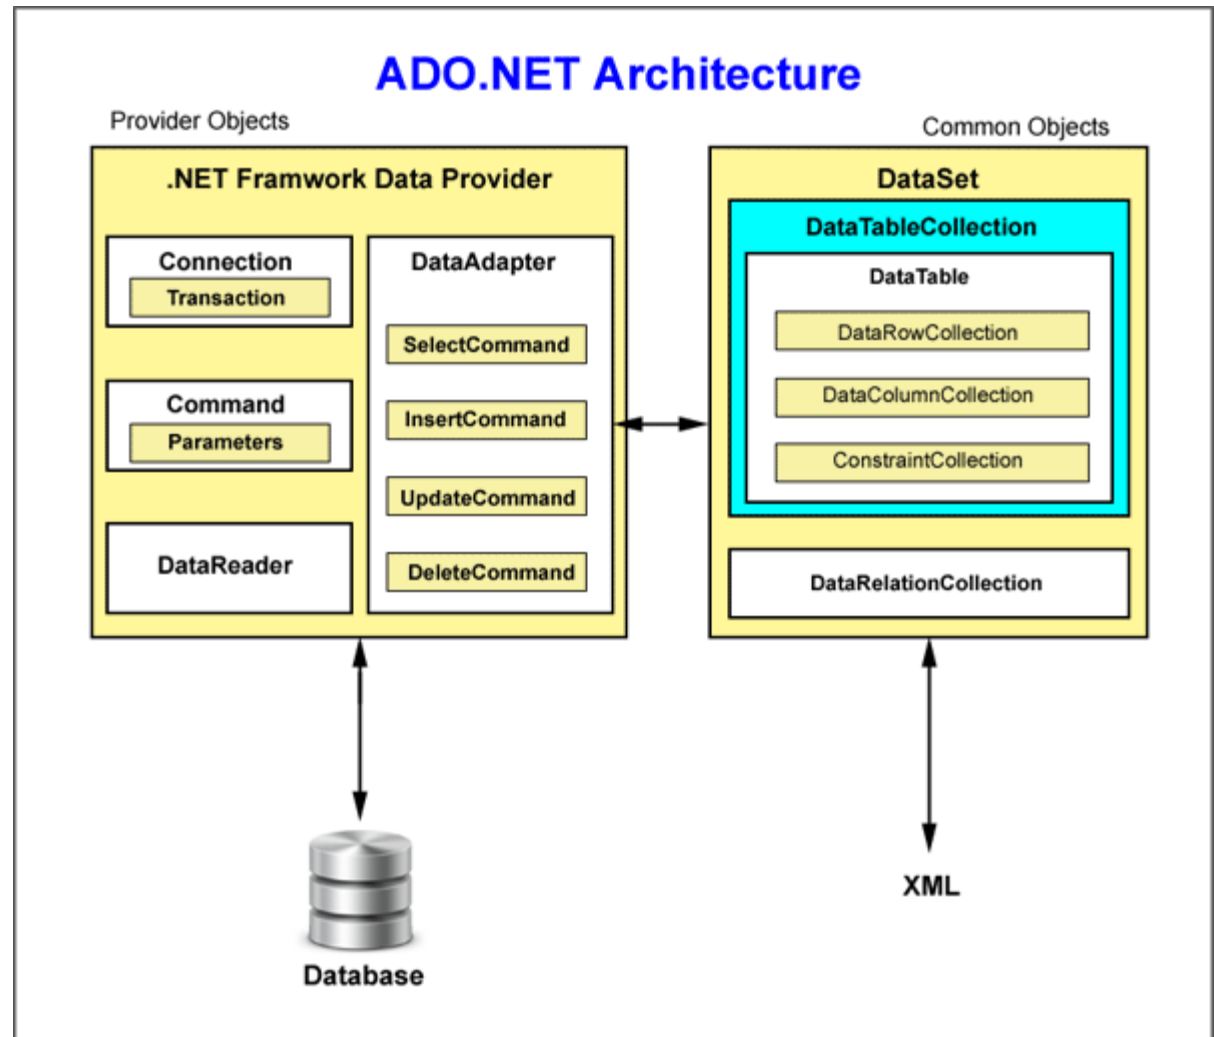 ADO.NET Architecture
Provider Objects
Common Objects
.NET Framwork Data Provider
Connection
Transaction
Command
Parameters
DataReader
DataAdapter
SelectCommand
InsertCommand
UpdateCommand
DeleteCommand
DataSet
DataTableCollection
DataTable
DataRowCollection
DataColumnCollection
ConstraintCollection
DataRelationCollection
Database
XML